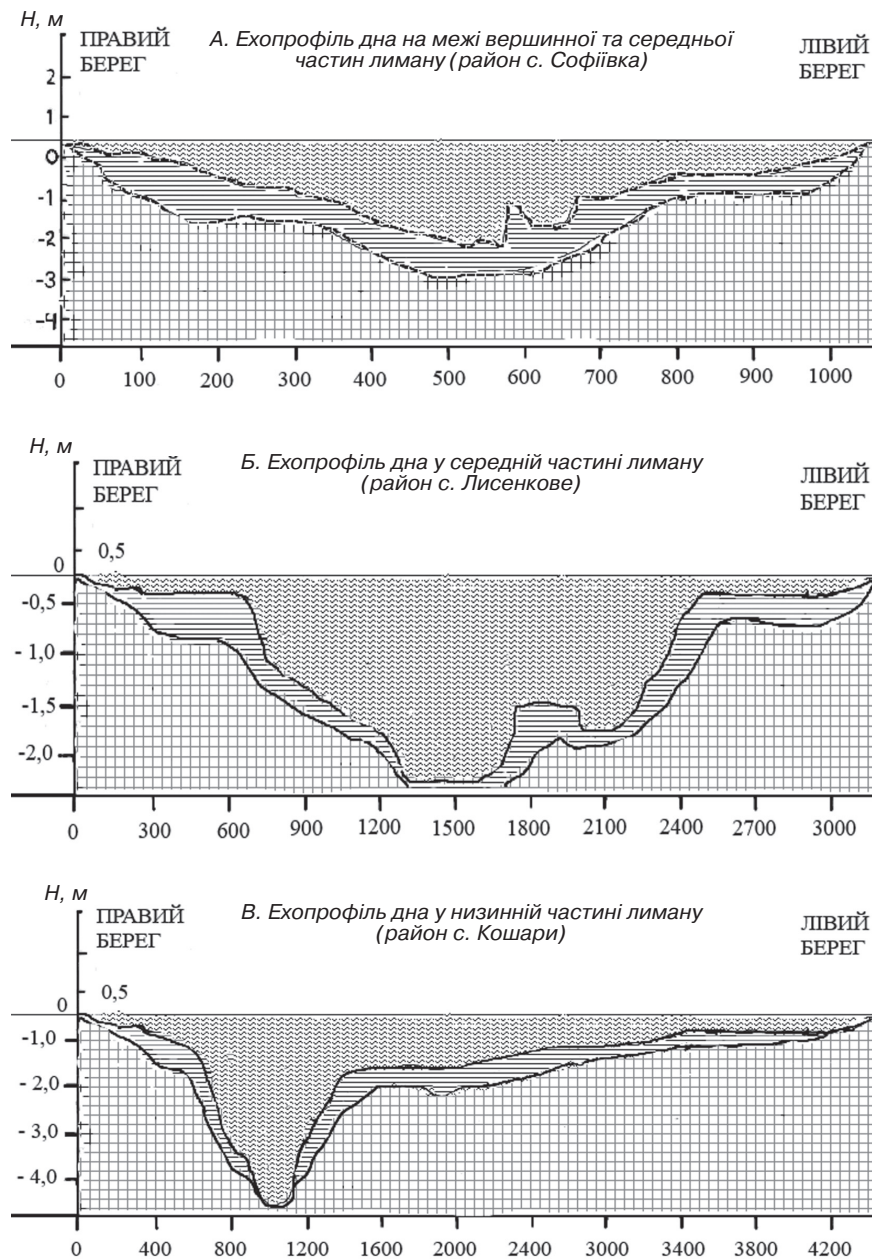 Н, м
ПРАВИЙ
БЕРЕГ
А. Ехопрофіль дна на межі вершинної та середньої
частин лиману (район с. Софіївка)
ЛІВИЙ
БЕРЕГ
2
1
0
-1
-2
-3
-4
0 100 200 300 400 500 600 700 800 900 1000
Н, м
ПРАВИЙ
БЕРЕГ
Б. Ехопрофіль дна у середній частині лиману
(район с. Лисенкове)
ЛІВИЙ
БЕРЕГ
0 0,5
-0,5
- 1,0
-1,5
-2,0
0 300 600 900 1200 1500 1800 2100 2400 2700 3000
Н, м
ПРАВИЙ
БЕРЕГ
В. Ехопрофіль дна у низинній частині лиману
(район с. Кошари)
ЛІВИЙ
БЕРЕГ
0 0,5
-1,0
- 2,0
-3,0
- 4,0
0 400 800 1200 1600 2000 2400 3000 3400 3800 4200